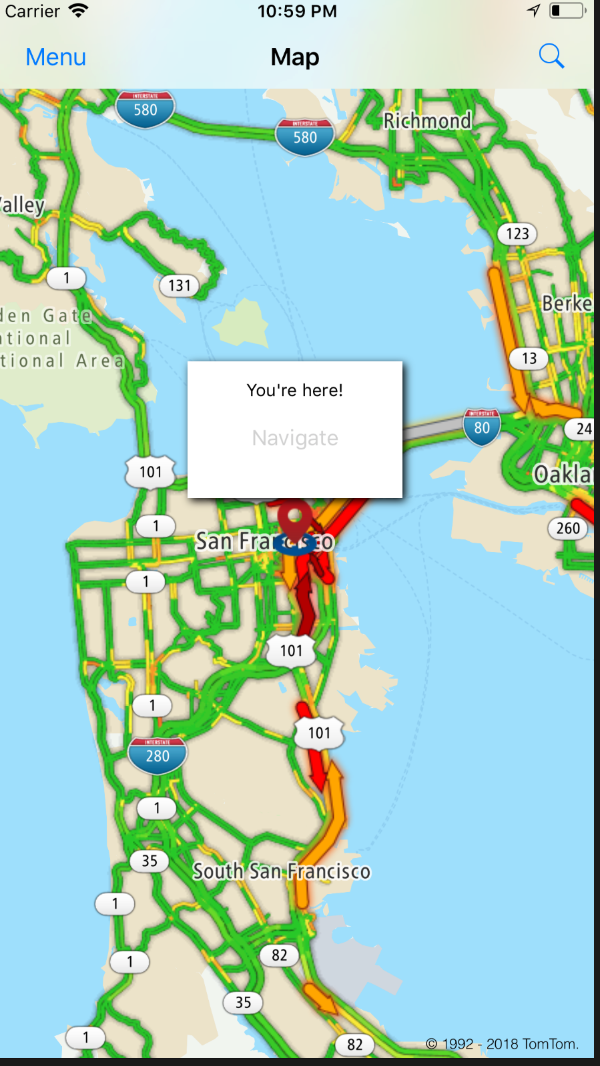 Carrier 10:59 PM
Menu Map
INTERSTATE
580
INTERSTATE
580
Richmond
Valley
123
1
131
den Gate
ational
tional Area
Berke
13
You're here!
Navigate
INTERSTATE
80
24
101
Oaklan
1
San Francisco
260
1
101
1
101
INTERSTATE
280
1
35
South San Francisco
1
82
1
35
1
82
© 1992 - 2018 TomTom.